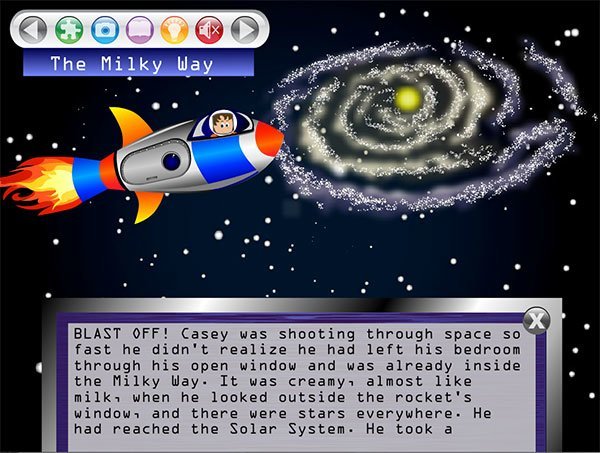 The Milky Way
X
BLAST OFF! Casey was shooting through space so
fast he didn't realize he had left his bedroom
through his open window and was already inside
the Milky Way. It was creamy, almost like
milk, when he looked outside the rocket's
window, and there were stars everywhere. He
had reached the Solar System. He took a